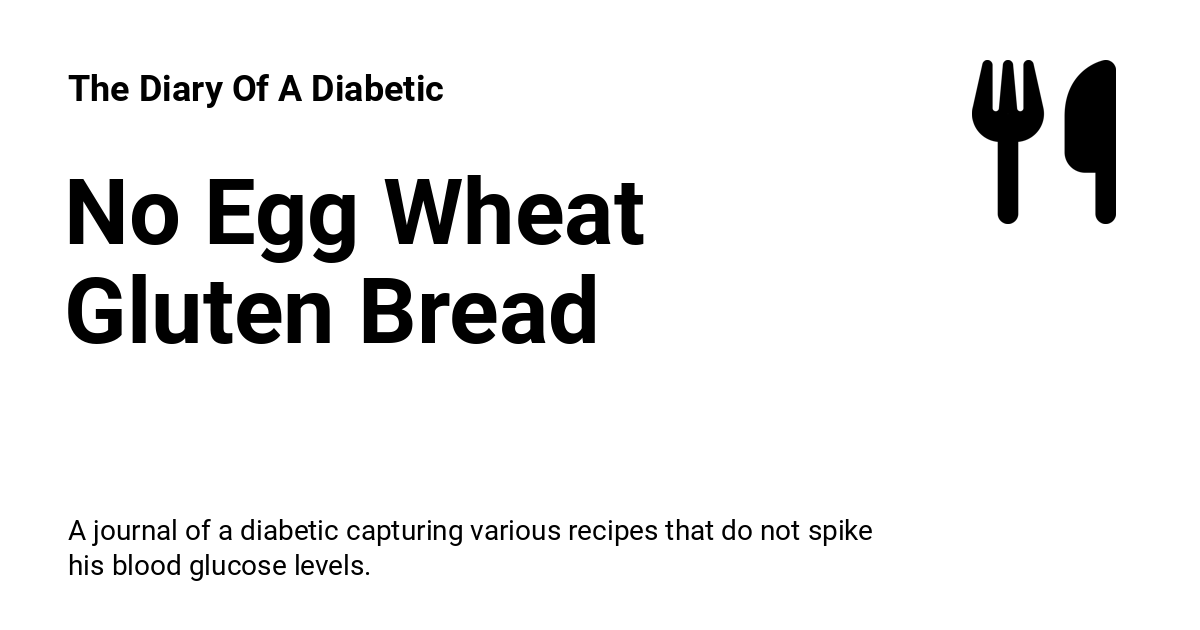 The Diary Of A Diabetic
No Egg Wheat
Gluten Bread
A journal of a diabetic capturing various recipes that do not spike
his blood glucose levels.